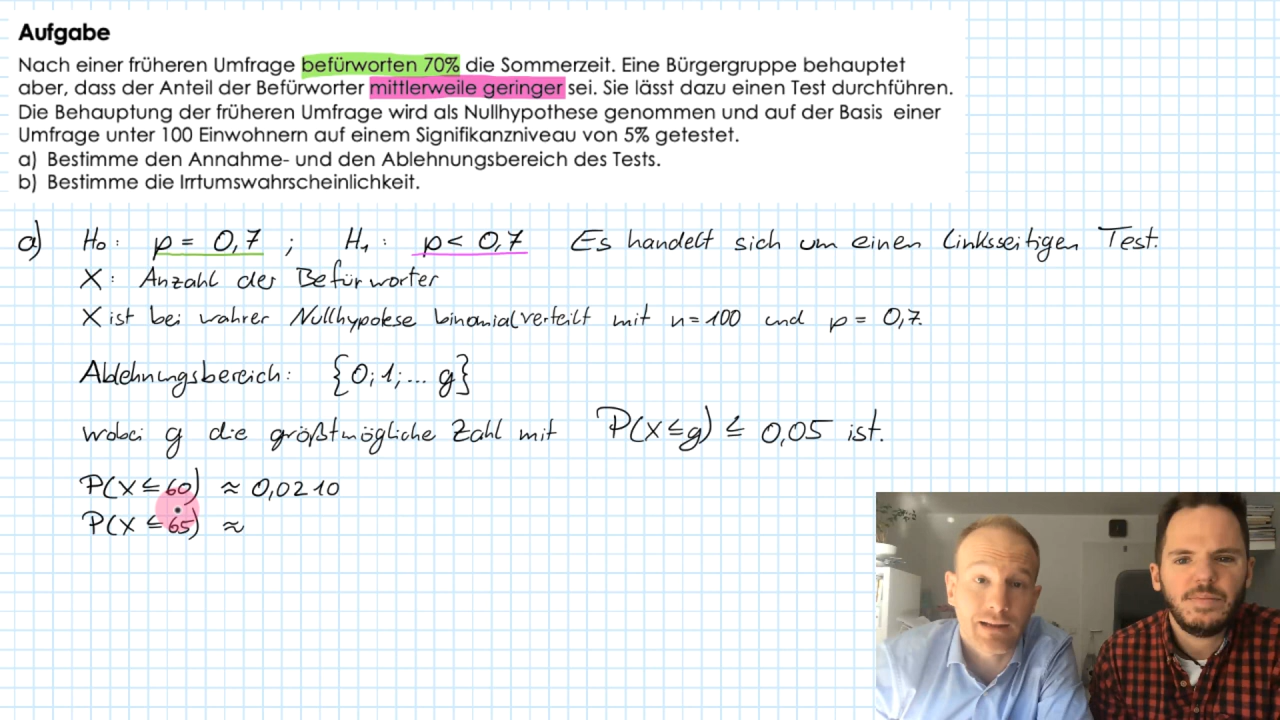 Aufgabe
Nach einer früheren Umfrage befürworten 70% die Sommerzeit. Eine Bürgergruppe behauptet
aber, dass der Anteil der Befürworter mittlerweile geringer sei. Sie lässt dazu einen Test durchführen.
Die Behauptung der früheren Umfrage wird als Nullhypothese genommen und auf der Basis einer
Umfrage unter 100 Einwohnern auf einem Signifikanzniveau von 5% getestet.
a) Bestimme den Annahme- und den Ablehnungsbereich des Tests.
b) Bestimme die Irrtumswahrscheinlichkeit.
a) H₀: p = 0,7 ; H₁: p < 0,7 Es handelt sich um einen linksseitigen Test.
X: Anzahl der Befürworter
X ist bei wahrer Nullhypothese binomialverteilt mit n = 100 und p = 0,7.
Ablehnungsbereich: {0; 1; ... g}
wobei g die größtmögliche Zahl mit P(X ≤ g) ≤ 0,05 ist.
P(X ≤ 60) ≈ 0,0210
P(X ≤ 65) ≈